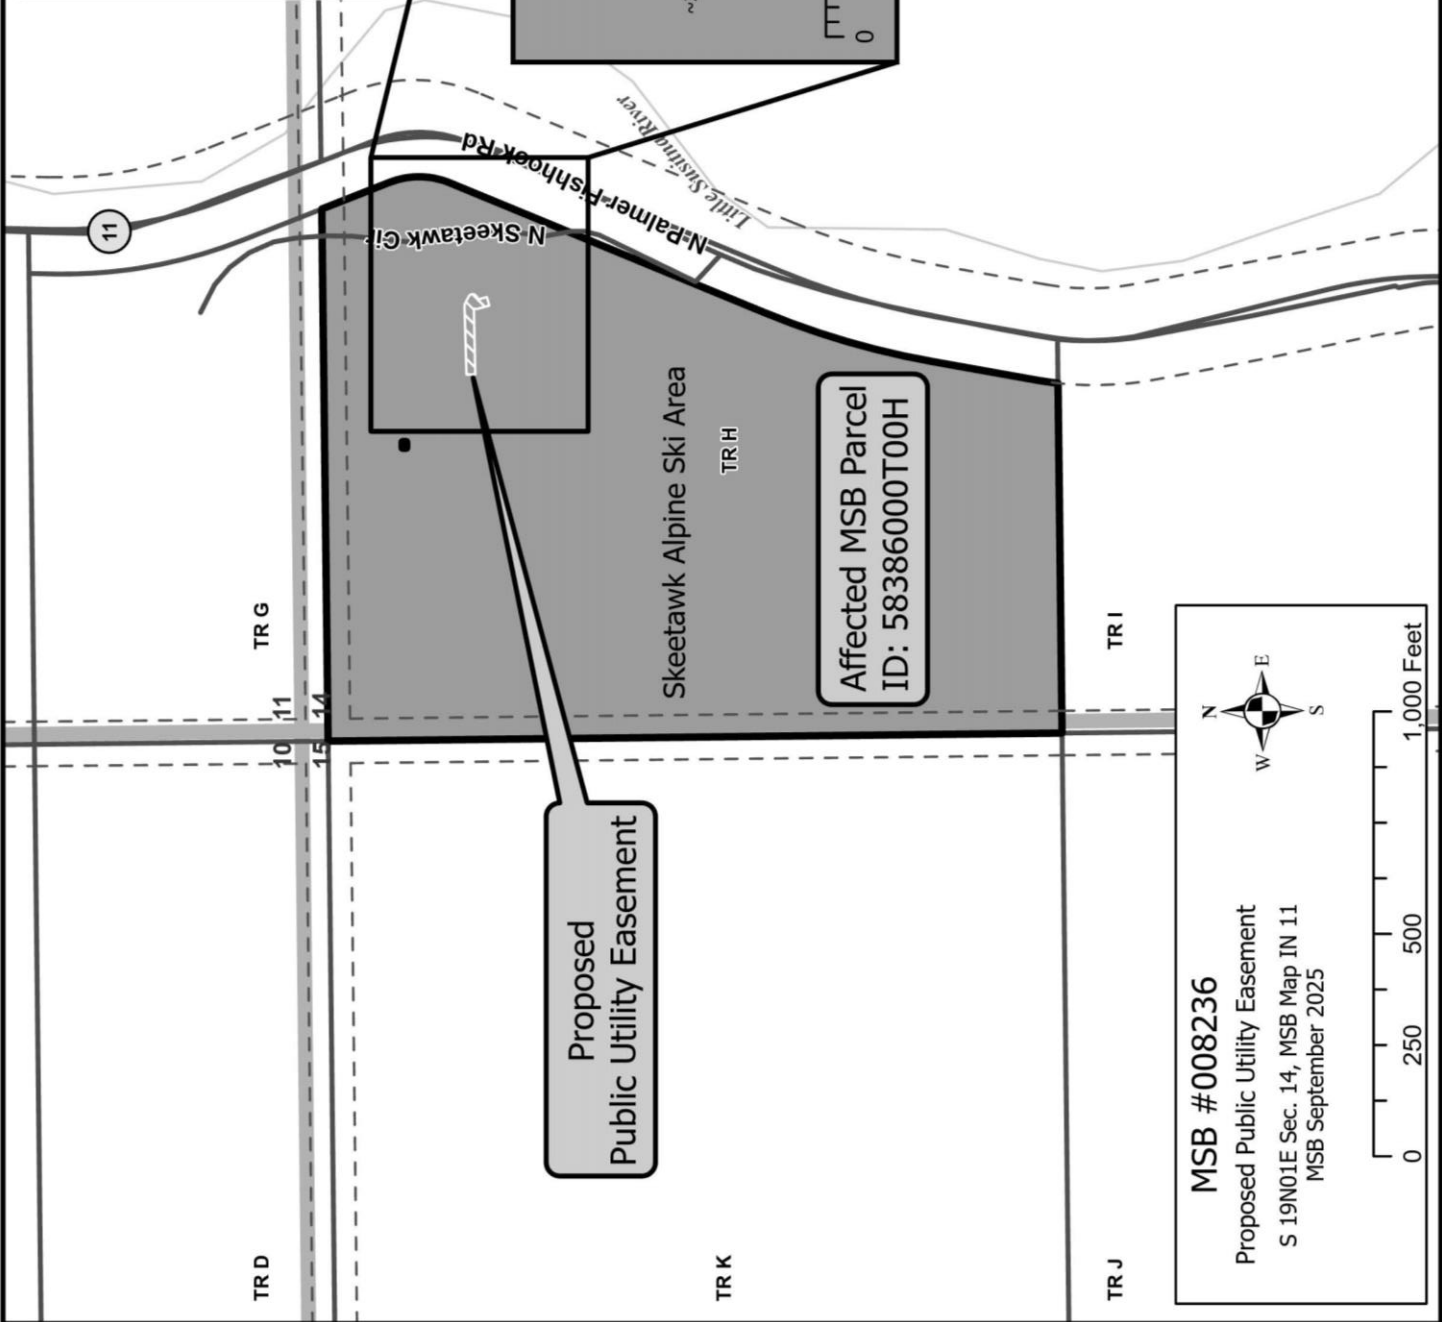 TR D
TR G
10
11
15
14
11
N Skeetawk Cir
N Palmer-Fishhook Rd
Little Susitna River
0
Proposed
Public Utility Easement
Skeetawk Alpine Ski Area
TR H
TR K
Affected MSB Parcel
ID: 58386000T00H
TR J
TR I
MSB #008236
Proposed Public Utility Easement
S 19N01E Sec. 14, MSB Map IN 11
MSB September 2025
N
W
E
S
0 250 500 1,000 Feet